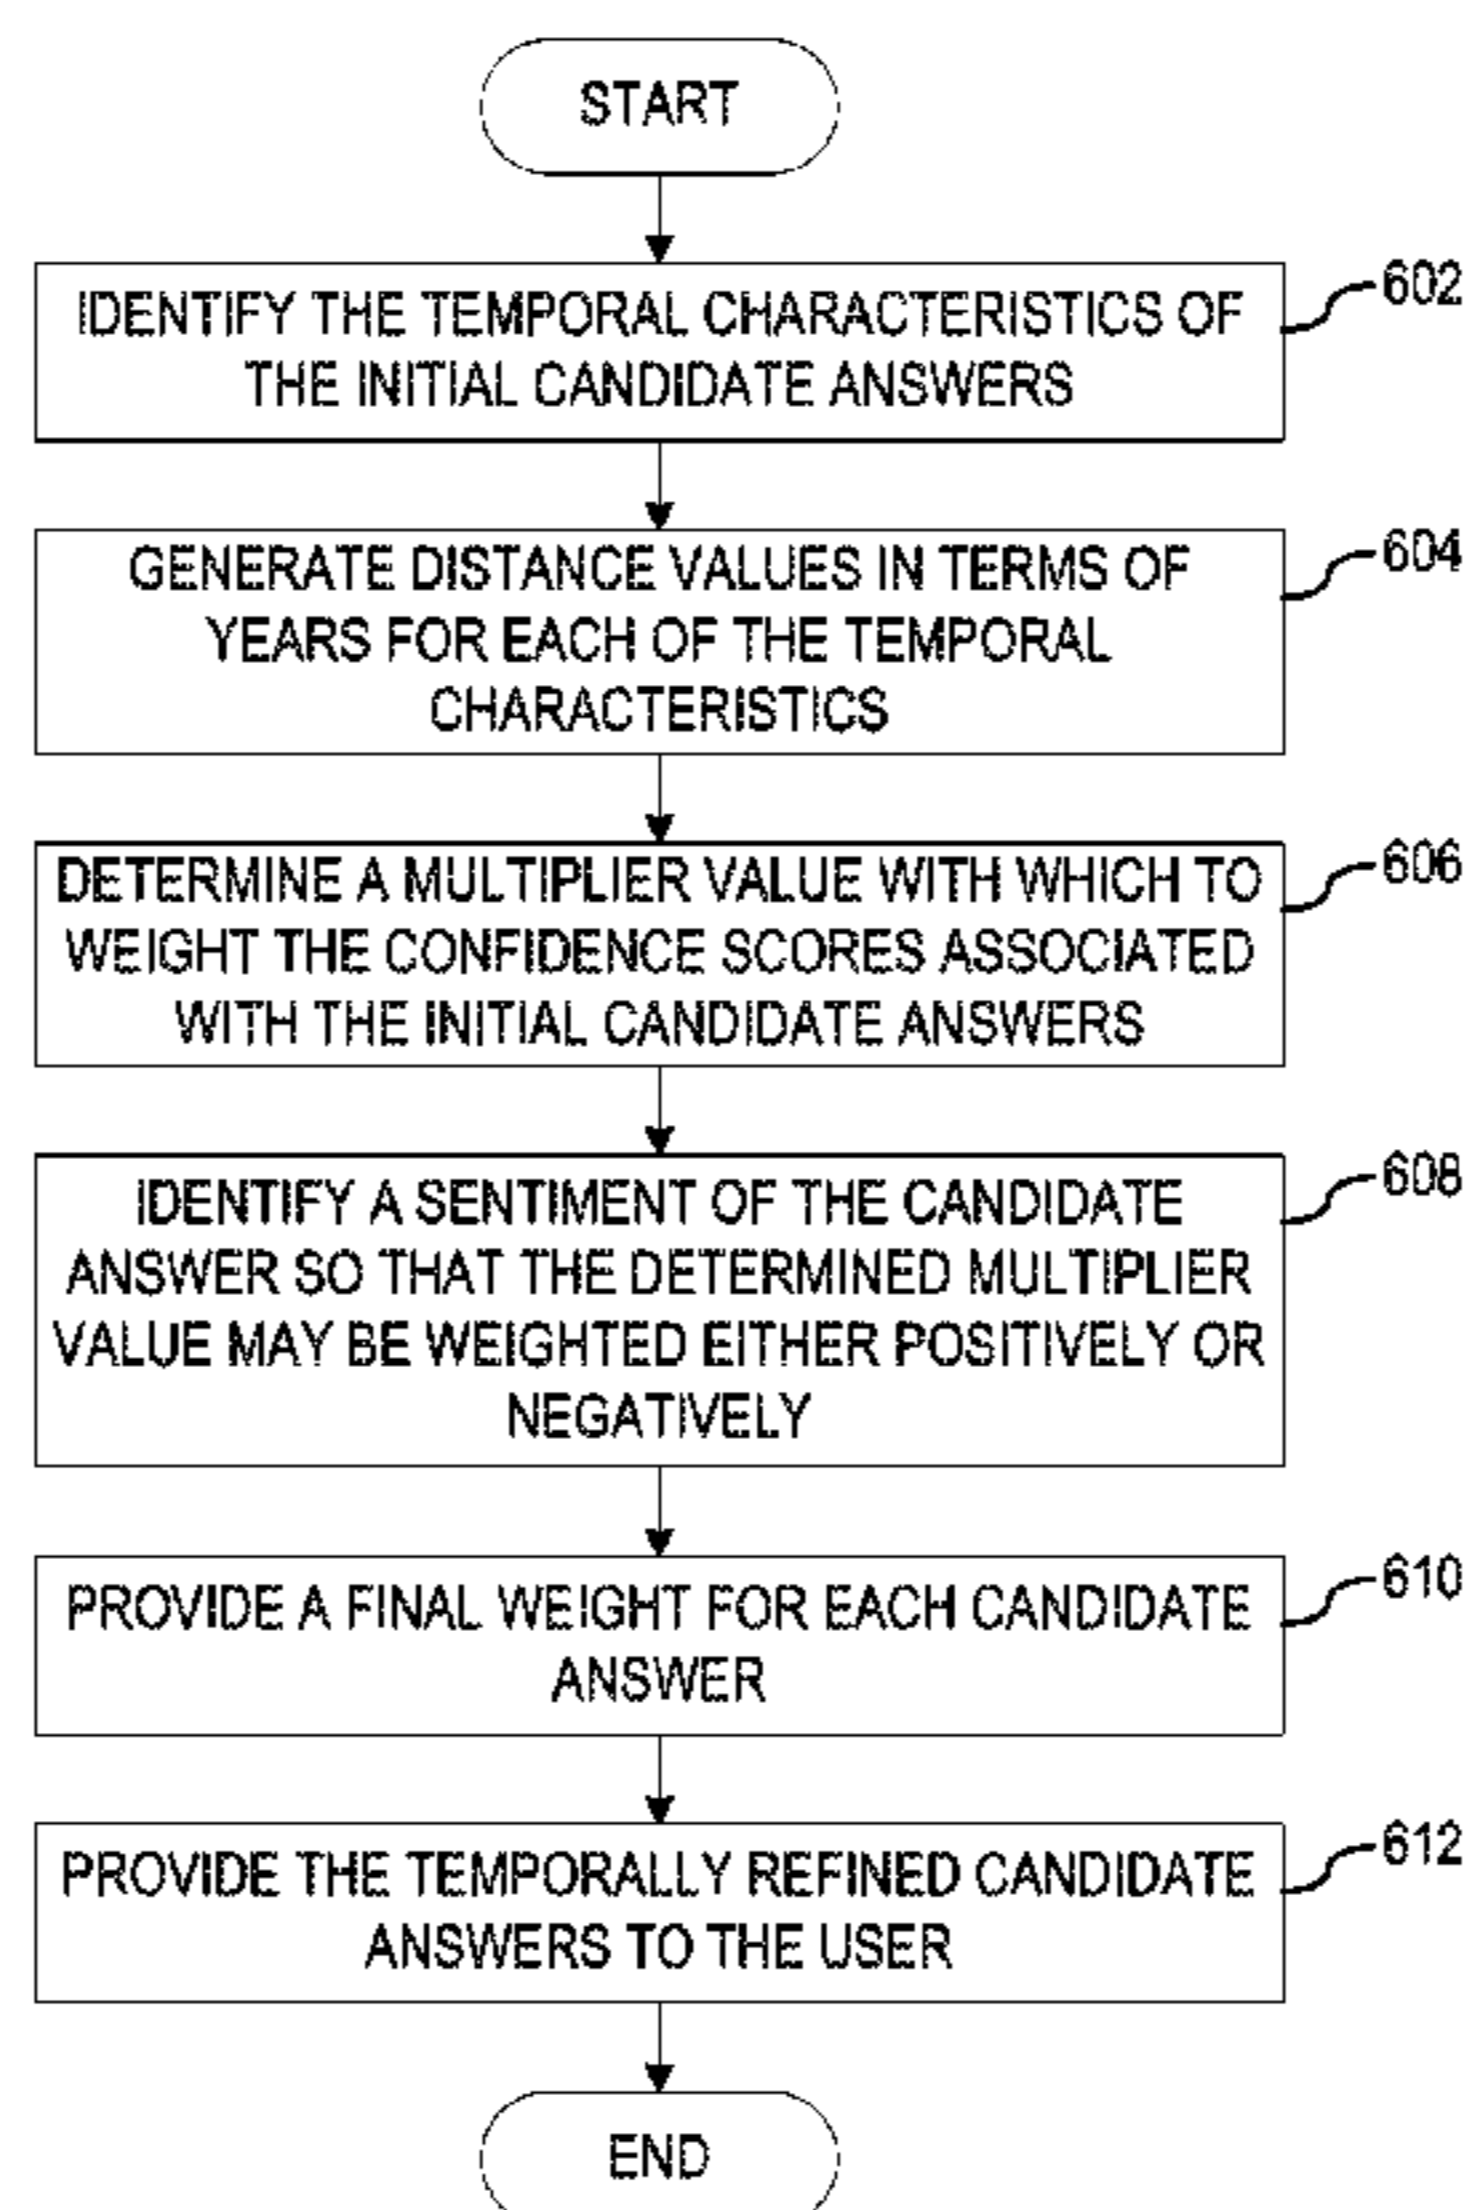 START
IDENTIFY THE TEMPORAL CHARACTERISTICS OF
THE INITIAL CANDIDATE ANSWERS
602
GENERATE DISTANCE VALUES IN TERMS OF
YEARS FOR EACH OF THE TEMPORAL
CHARACTERISTICS
604
DETERMINE A MULTIPLIER VALUE WITH WHICH TO
WEIGHT THE CONFIDENCE SCORES ASSOCIATED
WITH THE INITIAL CANDIDATE ANSWERS
606
IDENTIFY A SENTIMENT OF THE CANDIDATE
ANSWER SO THAT THE DETERMINED MULTIPLIER
VALUE MAY BE WEIGHTED EITHER POSITIVELY OR
NEGATIVELY
608
PROVIDE A FINAL WEIGHT FOR EACH CANDIDATE
ANSWER
610
PROVIDE THE TEMPORALLY REFINED CANDIDATE
ANSWERS TO THE USER
612
END